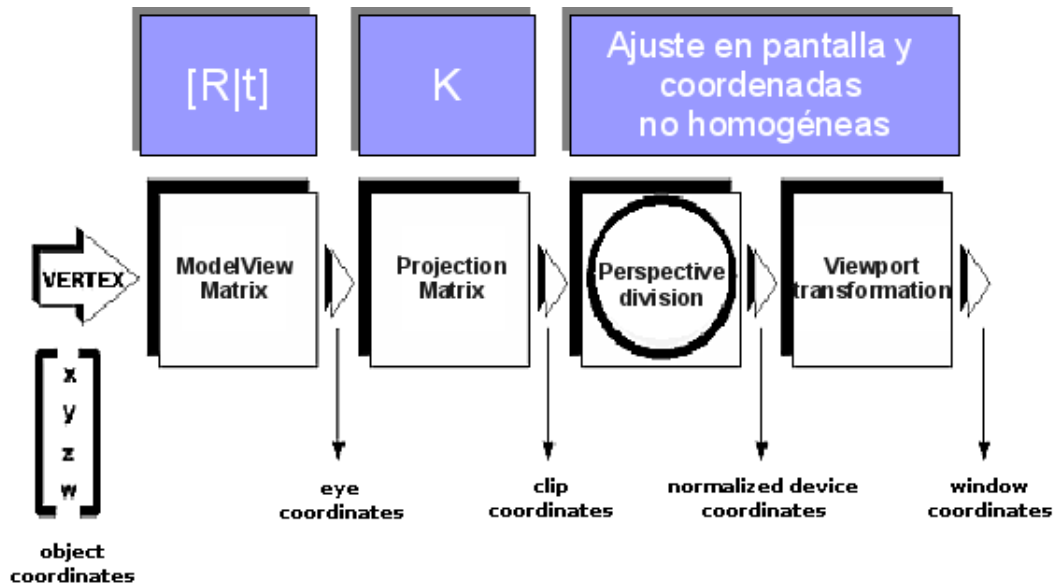 [R|t]
K
Ajuste en pantalla y
coordenadas
no homogéneas
VERTEX
ModelView
Matrix
Projection
Matrix
Perspective
division
Viewport
transformation
x
y
z
w
object
coordinates
eye
coordinates
clip
coordinates
normalized device
coordinates
window
coordinates